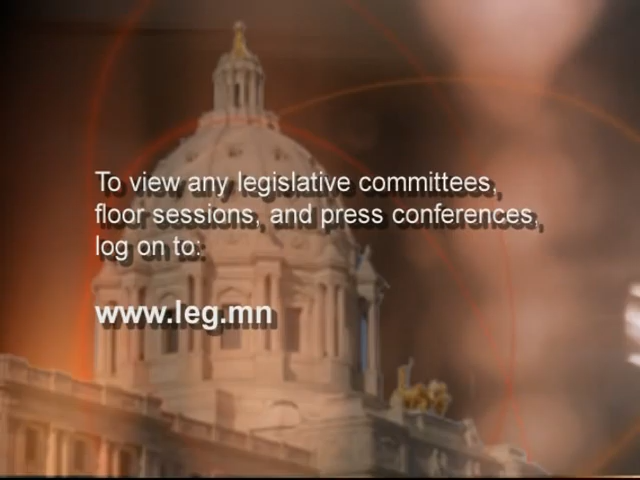 To view any legislative committees,
floor sessions, and press conferences,
log on to:
www.leg.mn